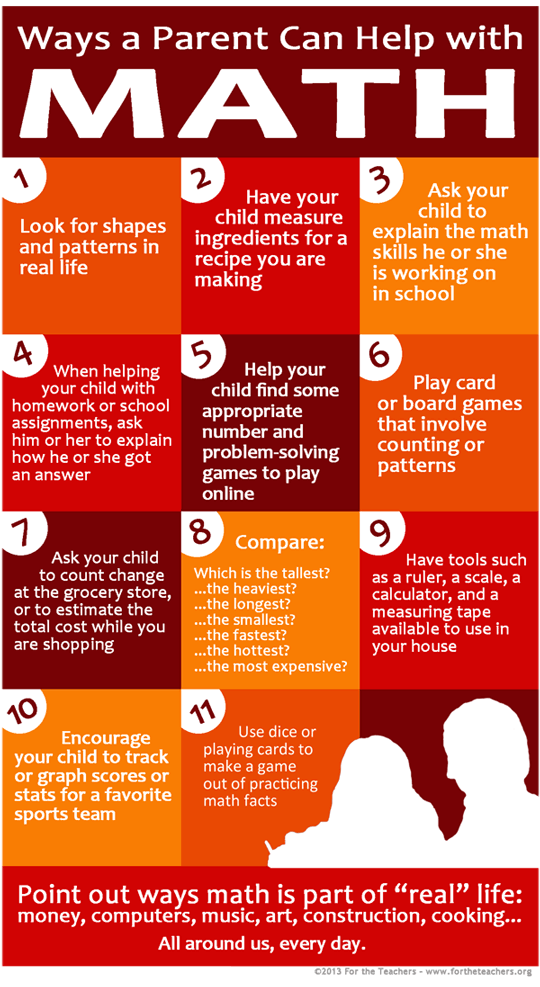 Ways a Parent Can Help with
MATH
1
Look for shapes
and patterns in
real life
2
Have your
child measure
ingredients for a
recipe you are
making
3
Ask your
child to
explain the math
skills he or she
is working on
in school
4
When helping
your child with
homework or school
assignments, ask
him or her to explain
how he or she got
an answer
5
Help your
child find some
appropriate
number and
problem-solving
games to play
online
6
Play card
or board games
that involve
counting or
patterns
7
Ask your child
to count change
at the grocery store,
or to estimate the
total cost while you
are shopping
8
Compare:
Which is the tallest?
...the heaviest?
...the longest?
...the smallest?
...the fastest?
...the hottest?
...the most expensive?
9
Have tools such
as a ruler, a scale, a
calculator, and a
measuring tape
available to use in
your house
10
Encourage
your child to track
or graph scores or
stats for a favorite
sports team
11
Use dice or
playing cards to
make a game
out of practicing
math facts
Point out ways math is part of “real” life:
money, computers, music, art, construction, cooking...
All around us, every day.
©2013 For the Teachers - www.fortheteachers.org